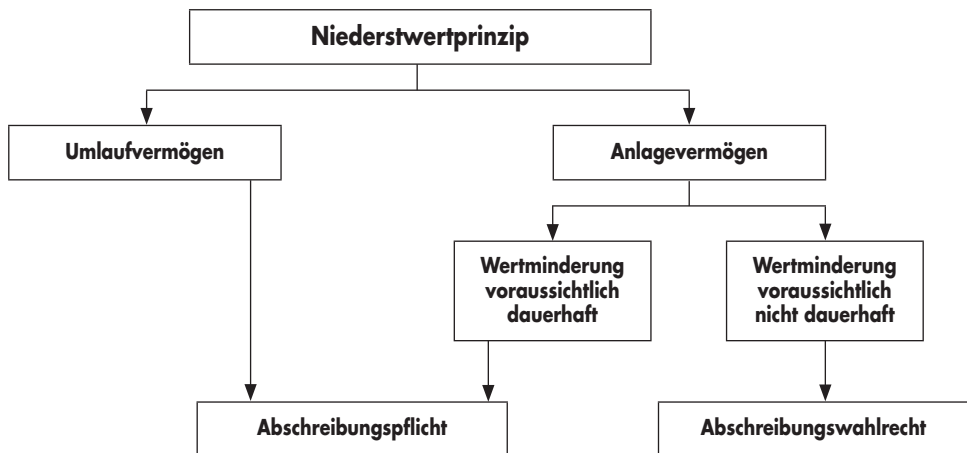 Niederstwertprinzip
Umlaufvermögen
Anlagevermögen
Wertminderung
voraussichtlich
dauerhaft
Wertminderung
voraussichtlich
nicht dauerhaft
Abschreibungspflicht
Abschreibungswahlrecht